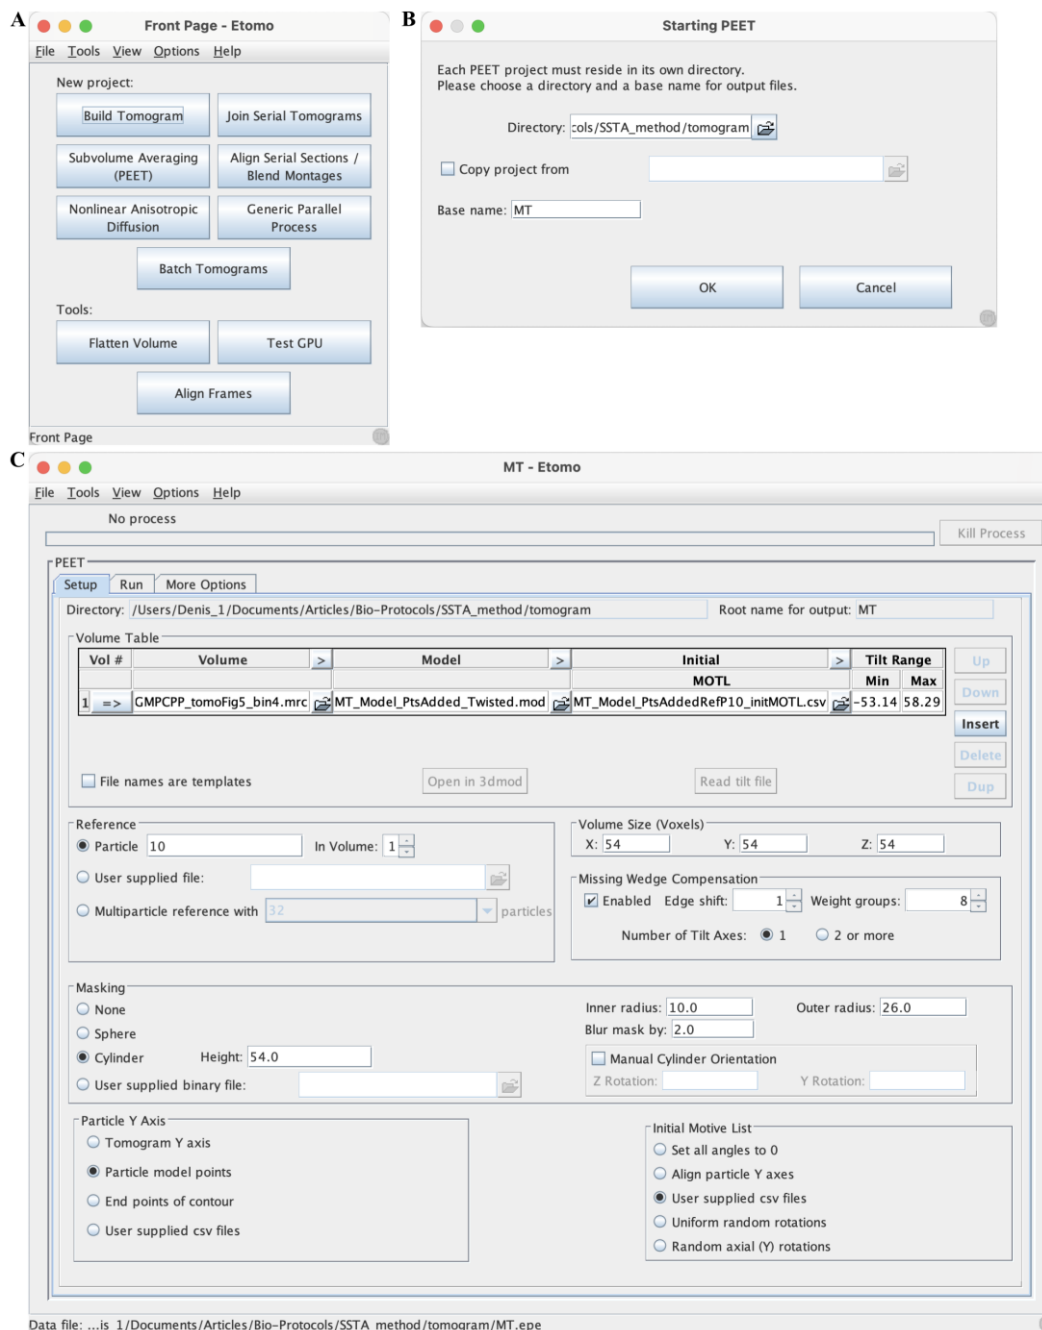 A
Front Page - Etomo
File Tools View Options Help
New project:
Build Tomogram
Join Serial Tomograms
Subvolume Averaging
(PEET)
Align Serial Sections /
Blend Montages
Nonlinear Anisotropic
Diffusion
Generic Parallel
Process
Batch Tomograms
Tools:
Flatten Volume
Test GPU
Align Frames
Front Page
B
Starting PEET
Each PEET project must reside in its own directory.
Please choose a directory and a base name for output files.
Directory: :ols/SSTA_method/tomogram
Copy project from
Base name: MT
OK
Cancel
C
MT - Etomo
File Tools View Options Help
No process
Kill Process
PEET
Setup Run More Options
Directory: /Users/Denis_1/Documents/Articles/Bio-Protocols/SSTA_method/tomogram Root name for output: MT
Volume Table
Vol # Volume > Model > Initial > Tilt Range
MOTL Min Max
1 => GMPCPP_tomoFig5_bin4.mrc MT_Model_PtsAdded_Twisted.mod MT_Model_PtsAddedRefP10_initMOTL.csv -53.14 58.29
Up
Down
Insert
Delete
Dup
File names are templates Open in 3dmod Read tilt file
Reference
Particle 10 In Volume: 1
User supplied file:
Multiparticle reference with 32 particles
Volume Size (Voxels)
X: 54 Y: 54 Z: 54
Missing Wedge Compensation
Enabled Edge shift: 1 Weight groups: 8
Number of Tilt Axes: 1 2 or more
Masking
None
Sphere
Cylinder Height: 54.0
User supplied binary file:
Inner radius: 10.0 Outer radius: 26.0
Blur mask by: 2.0
Manual Cylinder Orientation
Z Rotation: Y Rotation:
Particle Y Axis
Tomogram Y axis
Particle model points
End points of contour
User supplied csv files
Initial Motive List
Set all angles to 0
Align particle Y axes
User supplied csv files
Uniform random rotations
Random axial (Y) rotations
Data file: ...is_1/Documents/Articles/Bio-Protocols/SSTA_method/tomogram/MT.epe